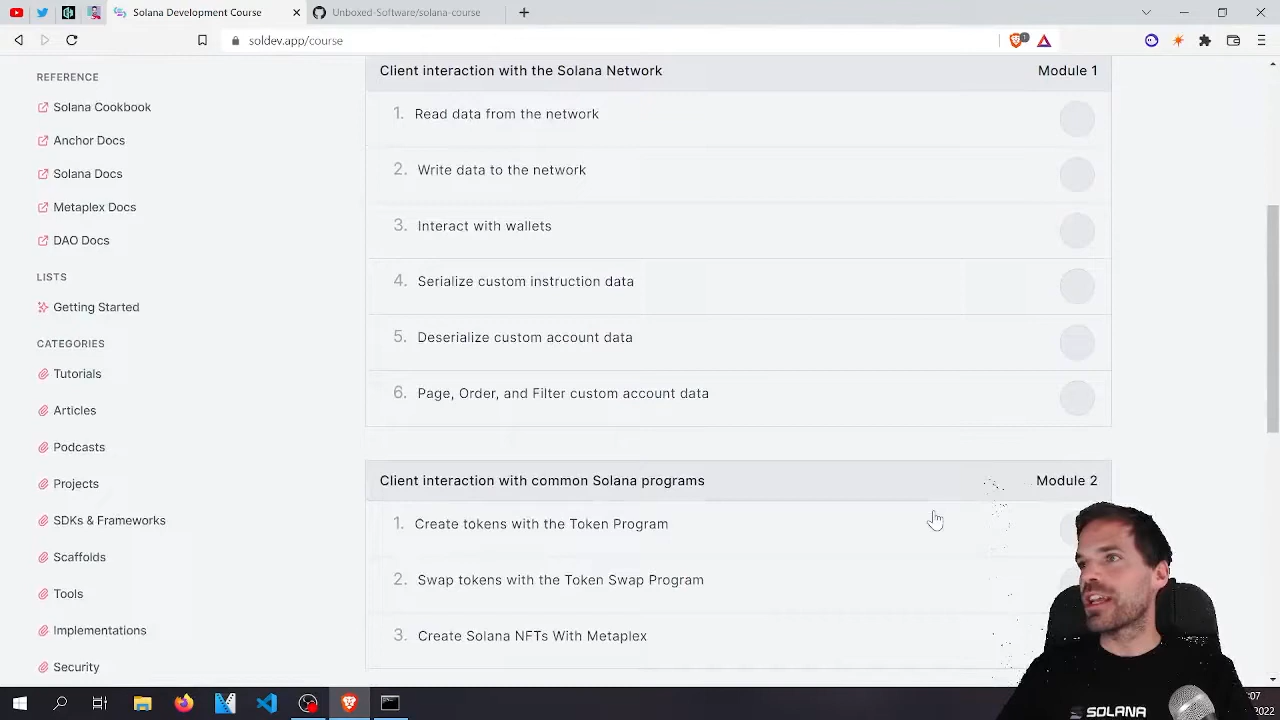 Solana Development Course
Unboxed-Software/solana-course
soldev.app/course
1
REFERENCE
Solana Cookbook
Anchor Docs
Solana Docs
Metaplex Docs
DAO Docs
LISTS
Getting Started
CATEGORIES
Tutorials
Articles
Podcasts
Projects
SDKs & Frameworks
Scaffolds
Tools
Implementations
Security
Client interaction with the Solana Network Module 1
1. Read data from the network
2. Write data to the network
3. Interact with wallets
4. Serialize custom instruction data
5. Deserialize custom account data
6. Page, Order, and Filter custom account data
Client interaction with common Solana programs Module 2
1. Create tokens with the Token Program
2. Swap tokens with the Token Swap Program
3. Create Solana NFTs With Metaplex
SOLANA
:07
2022